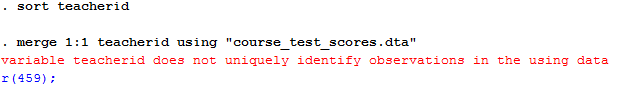 . sort teacherid
. merge 1:1 teacherid using "course_test_scores.dta"
variable teacherid does not uniquely identify observations in the using data
r(459);